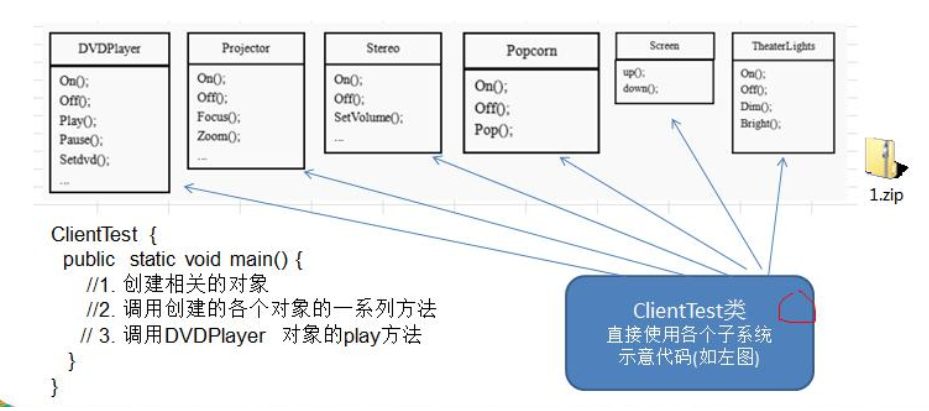 DVDPlayer
On();
Off();
Play();
Pause();
Setdvd();
...
Projector
On();
Off();
Focus();
Zoom();
...
Stereo
On();
Off();
SetVolume();
...
Popcorn
On();
Off();
Pop();
Screen
up();
down();
TheaterLights
On();
Off();
Dim();
Bright();
1.zip
ClientTest {
public static void main() {
//1. 创建相关的对象
//2. 调用创建的各个对象的一系列方法
// 3. 调用DVDPlayer 对象的play方法
}
}
ClientTest类
直接使用各个子系统
示意代码(如左图)